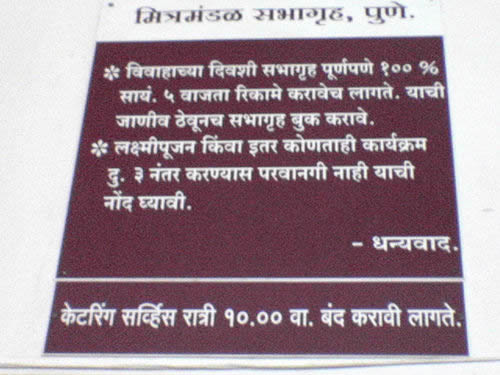 मित्रमंडळ सभागृह, पुणे.
✻ विवाहाच्या दिवशी सभागृह पूर्णपणे १०० %
सायं. ५ वाजता रिकामे करावेच लागते. याची
जाणीव ठेवूनच सभागृह बुक करावे.
✻ लक्ष्मीपूजन किंवा इतर कोणताही कार्यक्रम
दु. ३ नंतर करण्यास परवानगी नाही याची
नोंद घ्यावी.
- धन्यवाद.
केटरिंग सर्व्हिस रात्री १०.०० वा. बंद करावी लागते.